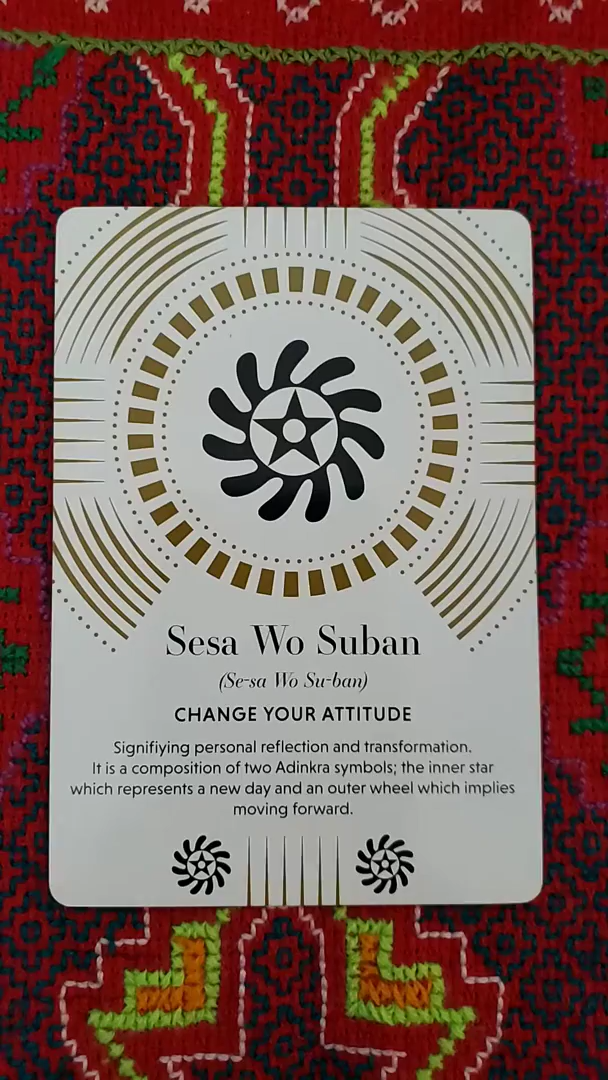 Sesa Wo Suban
(Se-sa Wo Su-ban)
CHANGE YOUR ATTITUDE
Signifiying personal reflection and transformation.
It is a composition of two Adinkra symbols; the inner star
which represents a new day and an outer wheel which implies
moving forward.